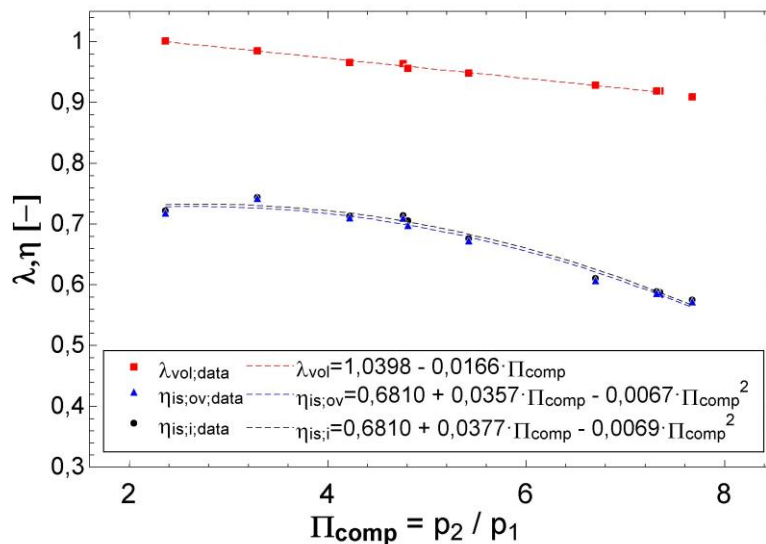 1
0,9
0,8
0,7
0,6
0,5
0,4
0,3
λ,η [−]
λvol;data λvol=1,0398 - 0,0166·Πcomp
ηis;ov;data ηis;ov=0,6810 + 0,0357·Πcomp − 0,0067·Πcomp²
ηis;i;data ηis;i=0,6810 + 0,0377·Πcomp − 0,0069·Πcomp²
2 4 6 8
Πcomp = p₂ / p₁